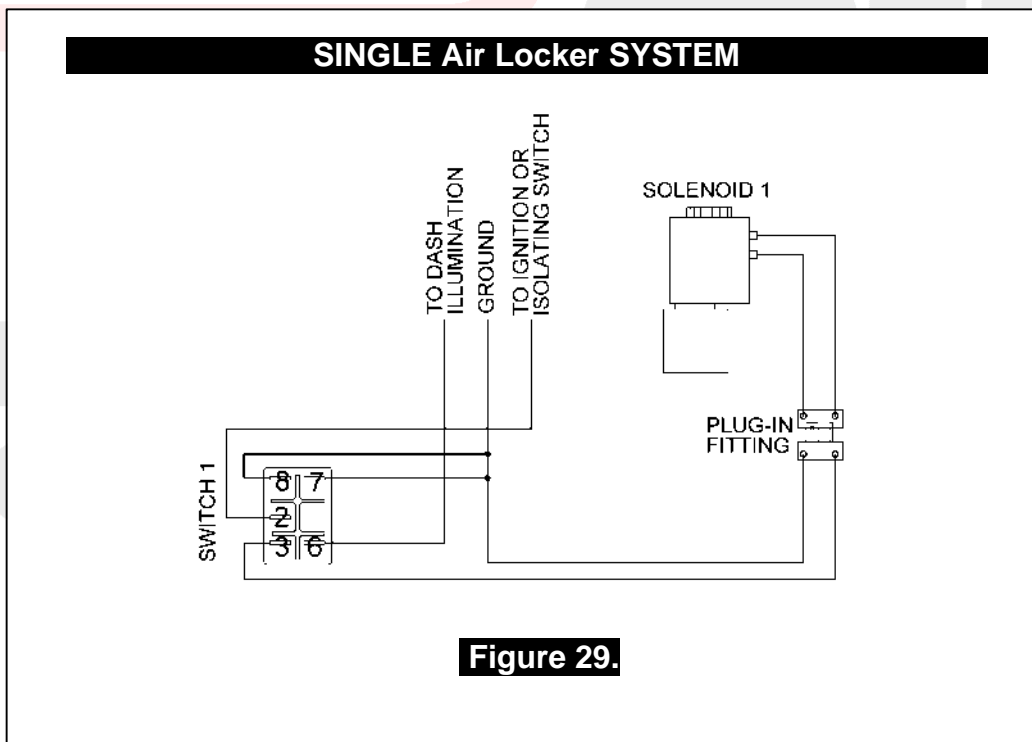 SINGLE Air Locker SYSTEM
TO DASH
ILLUMINATION
GROUND
TO IGNITION OR
ISOLATING SWITCH
SOLENOID 1
PLUG-IN
FITTING
SWITCH 1
8 7
2
3 6
Figure 29.